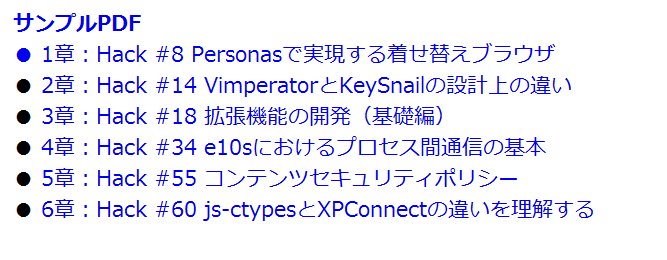 サンプルPDF
● 1章：Hack #8 Personasで実現する着せ替えブラウザ
● 2章：Hack #14 VimperatorとKeySnailの設計上の違い
● 3章：Hack #18 拡張機能の開発（基礎編）
● 4章：Hack #34 e10sにおけるプロセス間通信の基本
● 5章：Hack #55 コンテンツセキュリティポリシー
● 6章：Hack #60 js-ctypesとXPConnectの違いを理解する